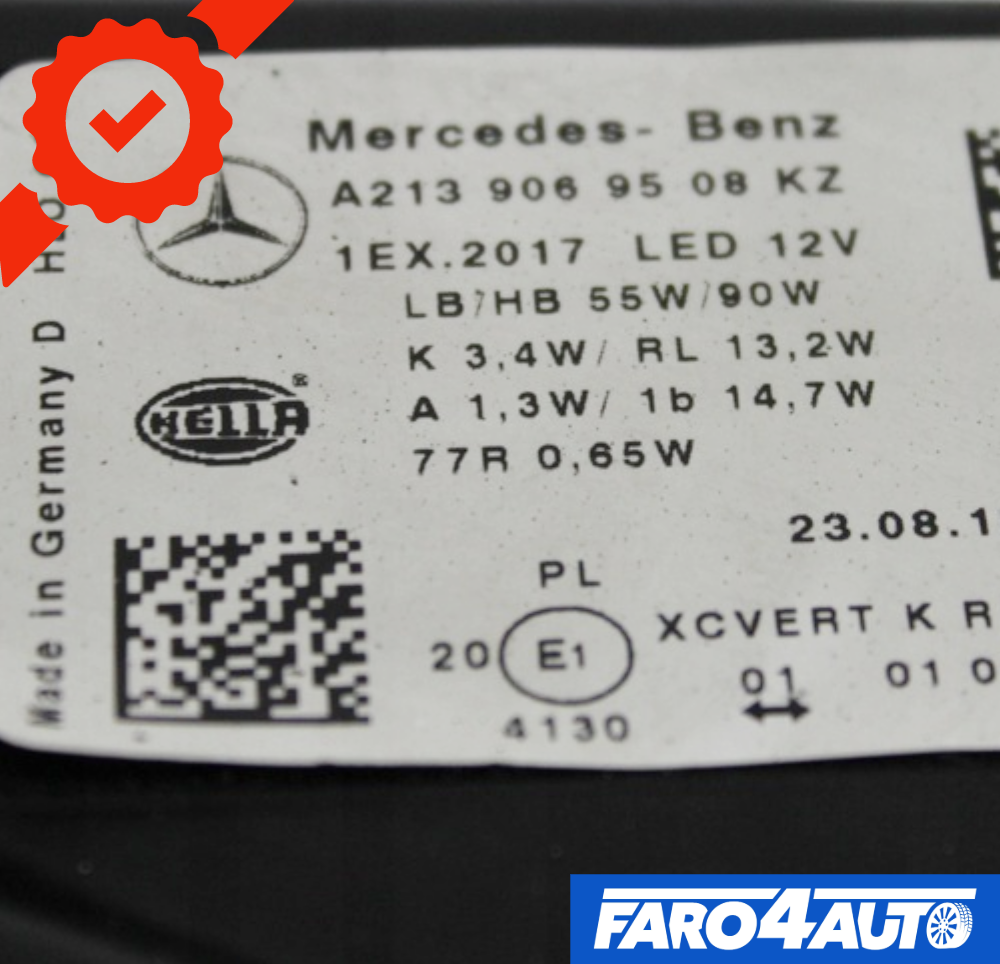 Mercedes- Benz
A213 906 95 08 KZ
1EX.2017 LED 12V
LB/HB 55W/90W
K 3,4W/ RL 13,2W
A 1,3W/ 1b 14,7W
77R 0,65W
HELLA®
Made in Germany D
23.08.1
PL
20 E1 XCVERT K R
01 01 0
4130
FARO4AUTO